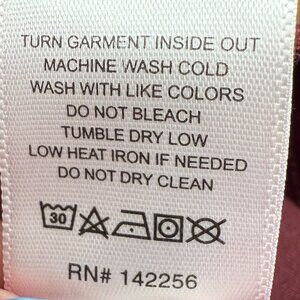 TURN GARMENT INSIDE OUT
MACHINE WASH COLD
WASH WITH LIKE COLORS
DO NOT BLEACH
TUMBLE DRY LOW
LOW HEAT IRON IF NEEDED
DO NOT DRY CLEAN
30
RN# 142256